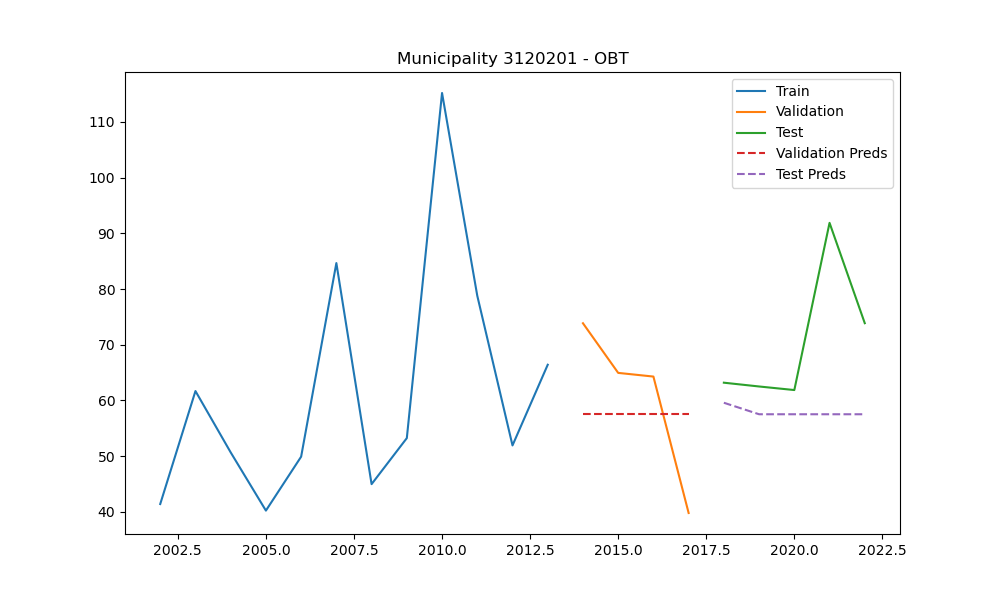 Municipality 3120201 - OBT
Train
Validation
Test
Validation Preds
Test Preds
110
100
90
80
70
60
50
40
2002.5 2005.0 2007.5 2010.0 2012.5 2015.0 2017.5 2020.0 2022.5